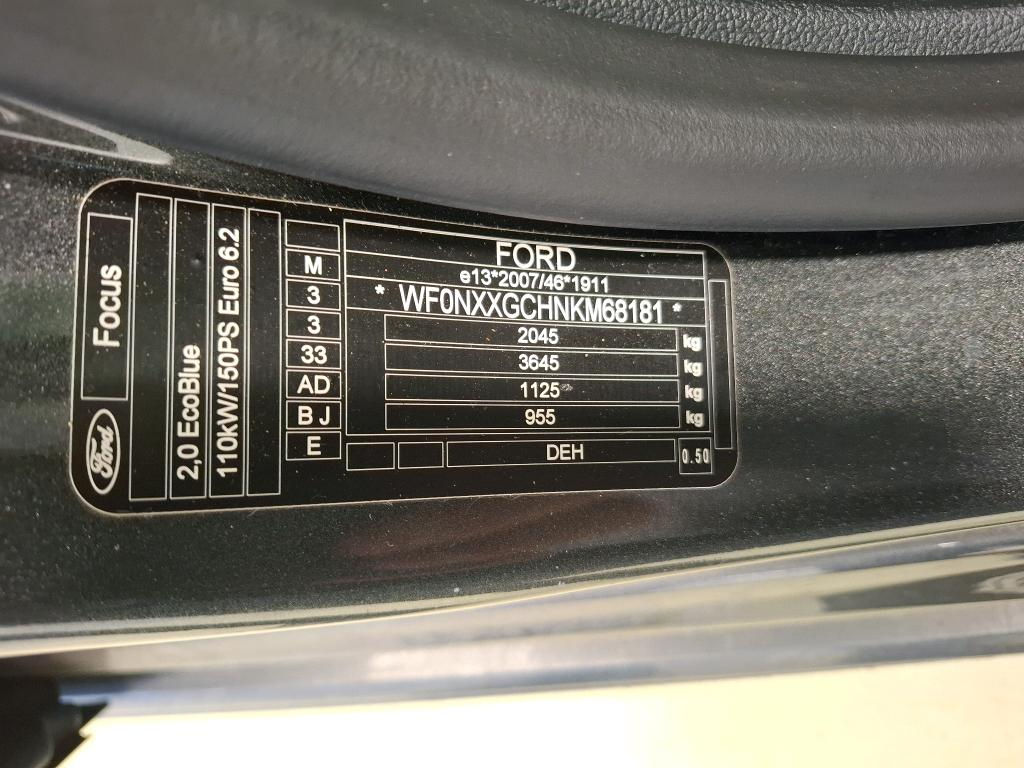 Ford
Focus
2,0 EcoBlue
110kW/150PS Euro 6.2
M
3
3
33
AD
B J
E
FORD
e13*2007/46*1911
* WF0NXXGCHNKM68181 *
2045 kg
3645 kg
1125 kg
955 kg
DEH
0.50